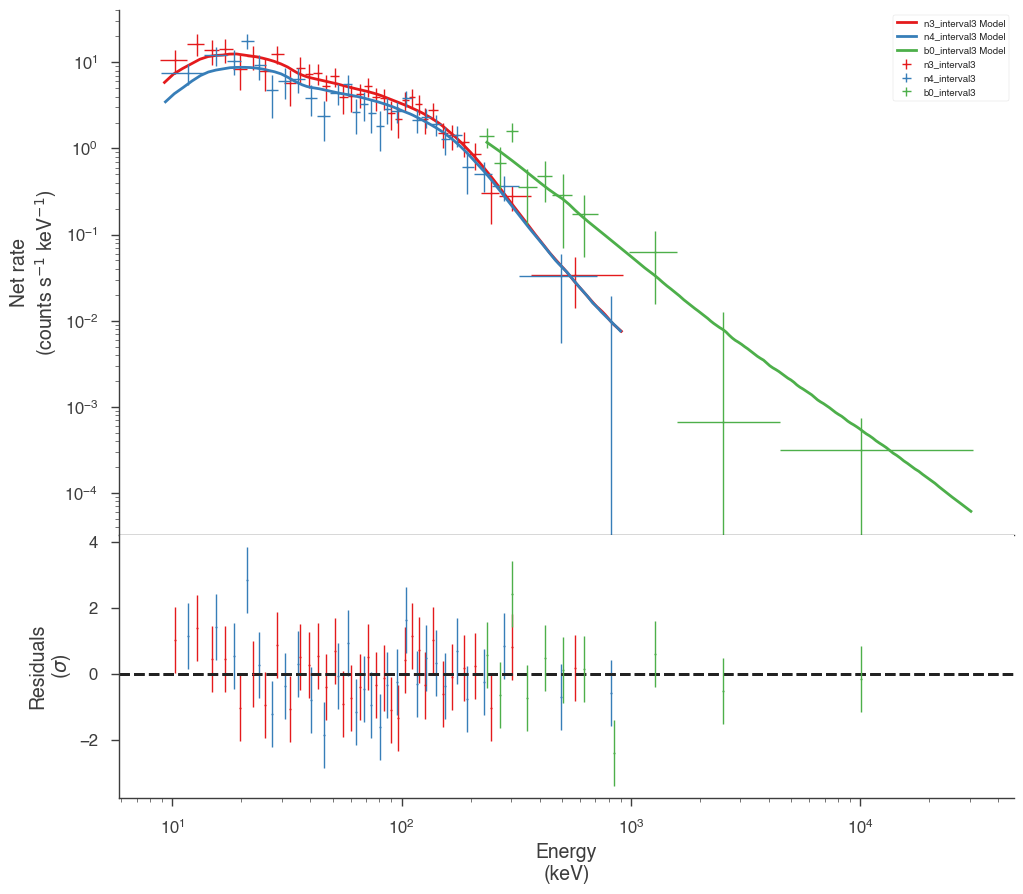 n3_interval3 Model
n4_interval3 Model
b0_interval3 Model
n3_interval3
n4_interval3
b0_interval3
10¹
10⁰
10⁻¹
10⁻²
10⁻³
10⁻⁴
Net rate
(counts s⁻¹ keV⁻¹)
4
2
0
−2
Residuals
(σ)
10¹ 10² 10³ 10⁴
Energy
(keV)